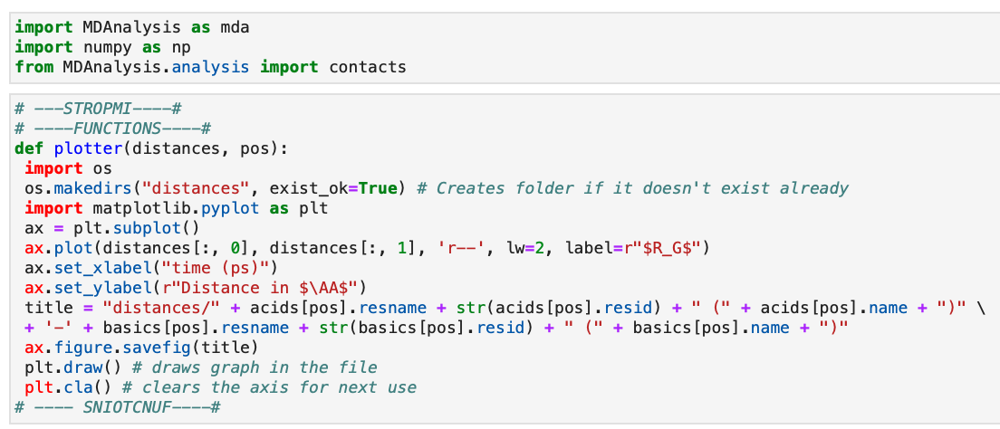 import MDAnalysis as mda
import numpy as np
from MDAnalysis.analysis import contacts
# ---STROPMI----#
# ----FUNCTIONS----#
def plotter(distances, pos):
 import os
 os.makedirs("distances", exist_ok=True) # Creates folder if it doesn't exist already
 import matplotlib.pyplot as plt
 ax = plt.subplot()
 ax.plot(distances[:, 0], distances[:, 1], 'r--', lw=2, label=r"$R_G$")
 ax.set_xlabel("time (ps)")
 ax.set_ylabel(r"Distance in $\AA$")
 title = "distances/" + acids[pos].resname + str(acids[pos].resid) + " (" + acids[pos].name + ")" \
 + '-' + basics[pos].resname + str(basics[pos].resid) + " (" + basics[pos].name + ")"
 ax.figure.savefig(title)
 plt.draw() # draws graph in the file
 plt.cla() # clears the axis for next use
# ---- SNIOTCNUF----#